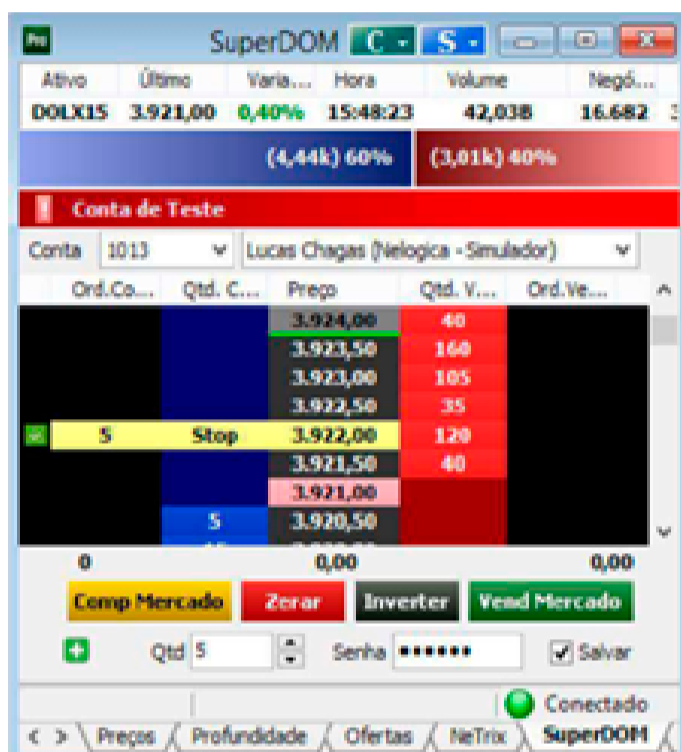 Pro SuperDOM C S
Ativo Último Varia... Hora Volume Negó...
DOLX15 3.921,00 0,40% 15:48:23 42,03B 16.682
(4,44k) 60% (3,01k) 40%
! Conta de Teste
Conta 1013 Lucas Chagas (Nelogica - Simulador)
Ord.Co... Qtd. C... Preço Qtd. V... Ord.Ve...
3.924,00 40
3.923,50 160
3.923,00 105
3.922,50 35
5 Stop 3.922,00 120
3.921,50 40
3.921,00
5 3.920,50
0 0,00 0,00
Comp Mercado Zerar Inverter Vend Mercado
Qtd 5 Senha •••••• Salvar
Conectado
Preços Profundidade Ofertas NeTrix SuperDOM